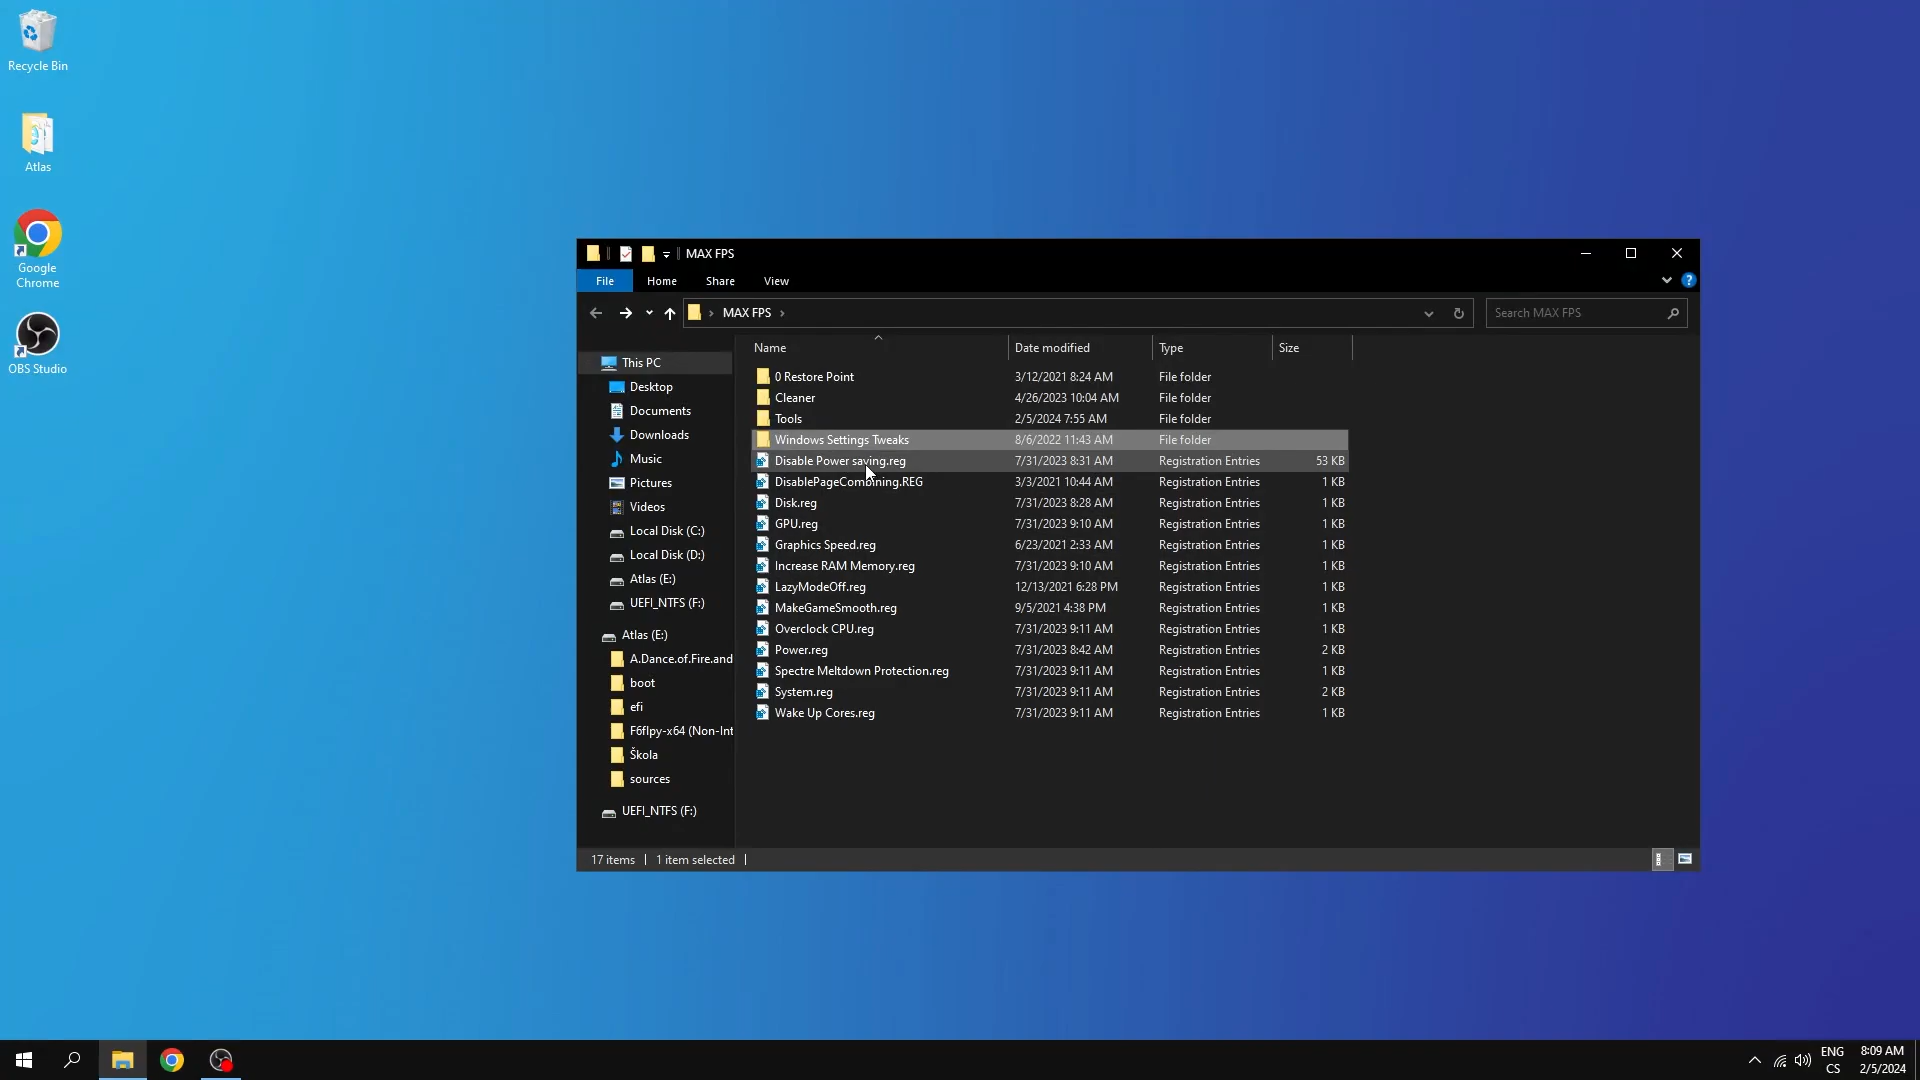 Recycle Bin
Atlas
Google
Chrome
OBS Studio
MAX FPS
File
Home
Share
View
MAX FPS
Search MAX FPS
Name
Date modified
Type
Size
This PC
Desktop
Documents
Downloads
Music
Pictures
Videos
Local Disk (C:)
Local Disk (D:)
Atlas (E:)
UEFI_NTFS (F:)
Atlas (E:)
A.Dance.of.Fire.and
boot
efi
F6flpy-x64 (Non-Int
Škola
sources
UEFI_NTFS (F:)
0 Restore Point 3/12/2021 8:24 AM File folder
Cleaner 4/26/2023 10:04 AM File folder
Tools 2/5/2024 7:55 AM File folder
Windows Settings Tweaks 8/6/2022 11:43 AM File folder
Disable Power saving.reg 7/31/2023 8:31 AM Registration Entries 53 KB
DisablePageCombining.REG 3/3/2021 10:44 AM Registration Entries 1 KB
Disk.reg 7/31/2023 8:28 AM Registration Entries 1 KB
GPU.reg 7/31/2023 9:10 AM Registration Entries 1 KB
Graphics Speed.reg 6/23/2021 2:33 AM Registration Entries 1 KB
Increase RAM Memory.reg 7/31/2023 9:10 AM Registration Entries 1 KB
LazyModeOff.reg 12/13/2021 6:28 PM Registration Entries 1 KB
MakeGameSmooth.reg 9/5/2021 4:38 PM Registration Entries 1 KB
Overclock CPU.reg 7/31/2023 9:11 AM Registration Entries 1 KB
Power.reg 7/31/2023 8:42 AM Registration Entries 2 KB
Spectre Meltdown Protection.reg 7/31/2023 9:11 AM Registration Entries 1 KB
System.reg 7/31/2023 9:11 AM Registration Entries 2 KB
Wake Up Cores.reg 7/31/2023 9:11 AM Registration Entries 1 KB
17 items
1 item selected
ENG
CS
8:09 AM
2/5/2024